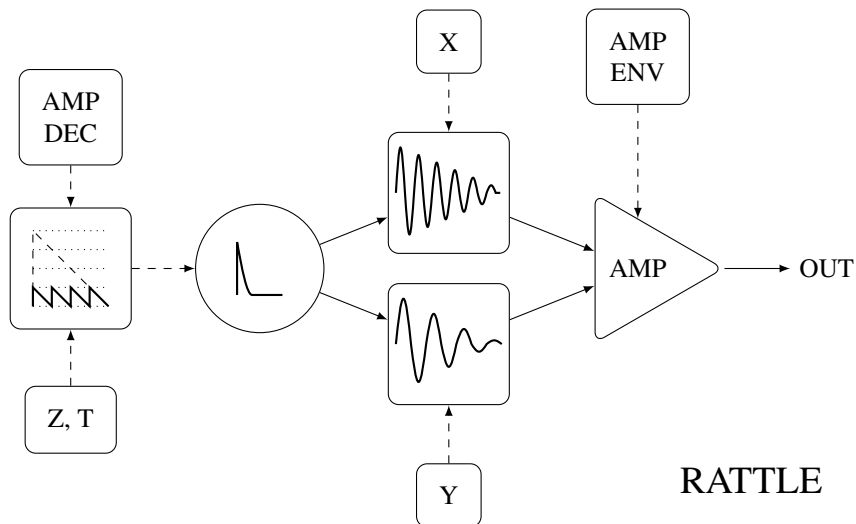 X
AMP
ENV
AMP
DEC
AMP
OUT
Z, T
Y
RATTLE